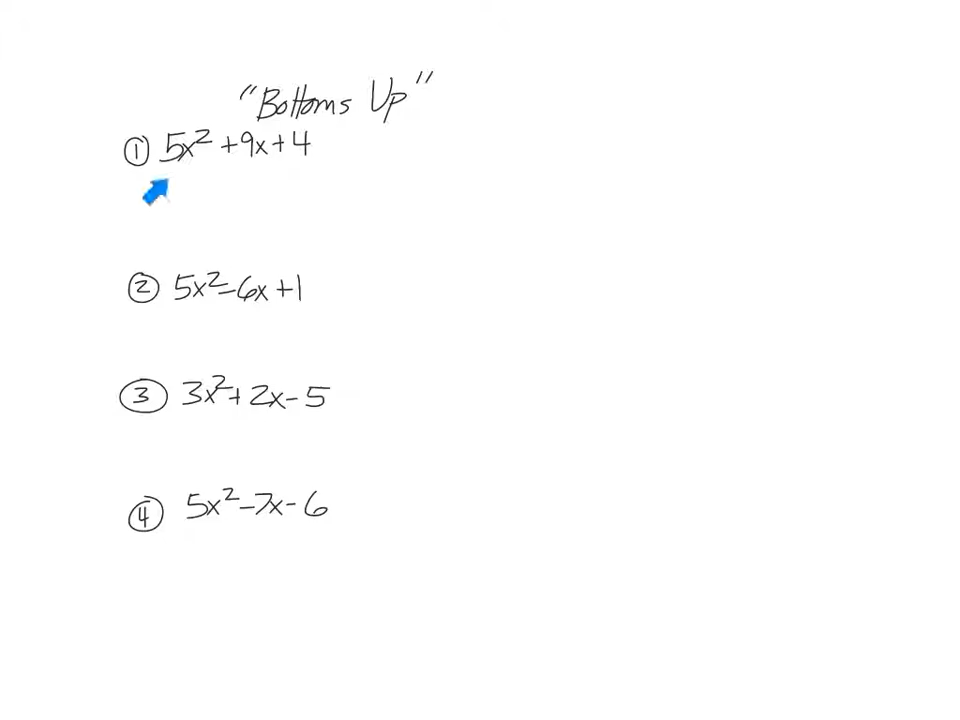 "Bottoms Up"
① 5x² + 9x + 4
② 5x² - 6x + 1
③ 3x² + 2x - 5
④ 5x² - 7x - 6